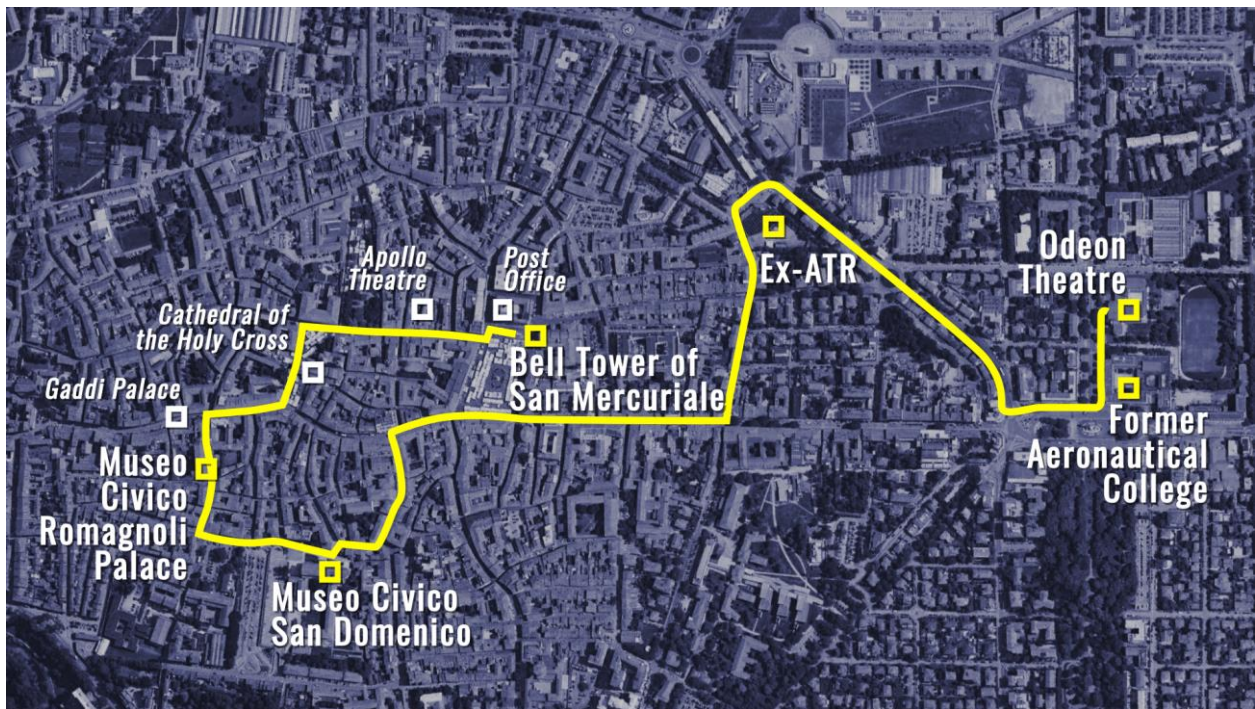 Apollo
Theatre
Post
Office
Cathedral of
the Holy Cross
Gaddi Palace
Museo
Civico
Romagnoli
Palace
Museo Civico
San Domenico
Bell Tower of
San Mercuriale
Ex-ATR
Odeon
Theatre
Former
Aeronautical
College